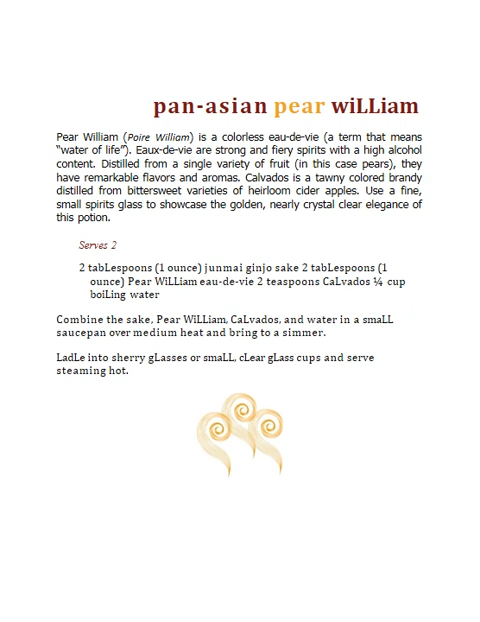 pan-asian pear wiLLiam
Pear William (Poire William) is a colorless eau-de-vie (a term that means
“water of life”). Eaux-de-vie are strong and fiery spirits with a high alcohol
content. Distilled from a single variety of fruit (in this case pears), they
have remarkable flavors and aromas. Calvados is a tawny colored brandy
distilled from bittersweet varieties of heirloom cider apples. Use a fine,
small spirits glass to showcase the golden, nearly crystal clear elegance of
this potion.
Serves 2
2 tabLespoons (1 ounce) junmai ginjo sake 2 tabLespoons (1
ounce) Pear WiLLiam eau-de-vie 2 teaspoons CaLvados ¼ cup
boiLing water
Combine the sake, Pear WiLLiam, CaLvados, and water in a smaLL
saucepan over medium heat and bring to a simmer.
LadLe into sherry gLasses or smaLL, cLear gLass cups and serve
steaming hot.